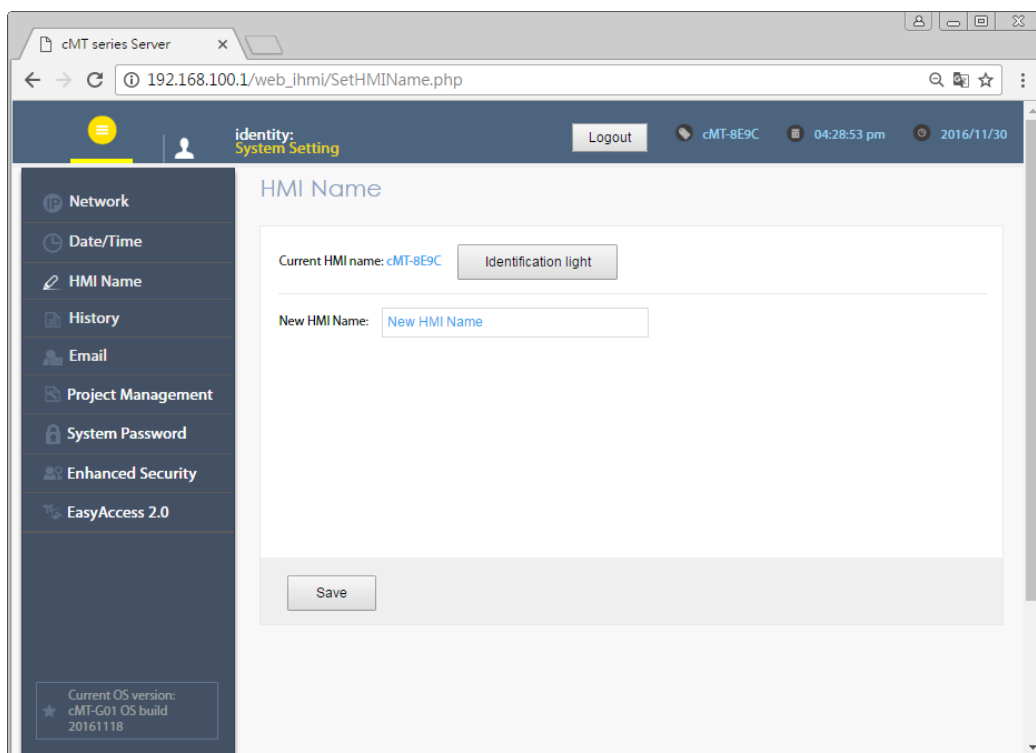 cMT series Server
192.168.100.1/web_ihmi/SetHMIName.php
identity:
System Setting
Logout
cMT-8E9C
04:28:53 pm
2016/11/30
Network
Date/Time
HMI Name
History
Email
Project Management
System Password
Enhanced Security
EasyAccess 2.0
Current OS version:
cMT-G01 OS build
20161118
HMI Name
Current HMI name: cMT-8E9C
Identification light
New HMI Name:
New HMI Name
Save